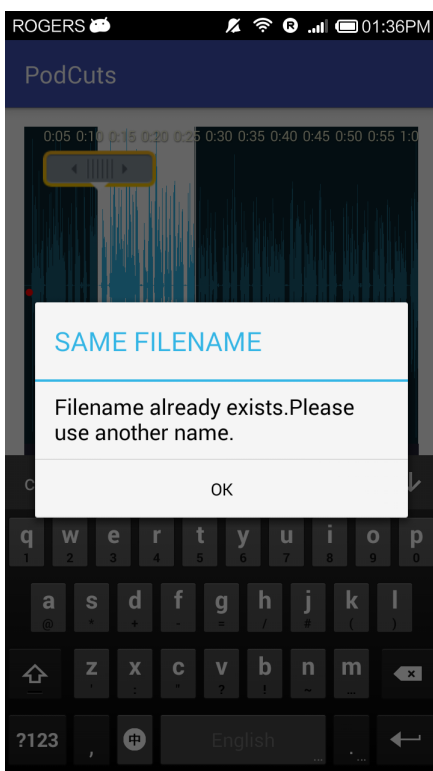 ROGERS R 01:36PM
PodCuts
0:05 0:10 0:15 0:20 0:25 0:30 0:35 0:40 0:45 0:50 0:55 1:0
SAME FILENAME
Filename already exists.Please
use another name.
OK
q w e r t y u i o p
1 2 3 4 5 6 7 8 9 0
a s d f g h j k l
@ * + - = / # ( )
z x c v b n m
' : " ? ! ~ ...
?123 , 中 English .